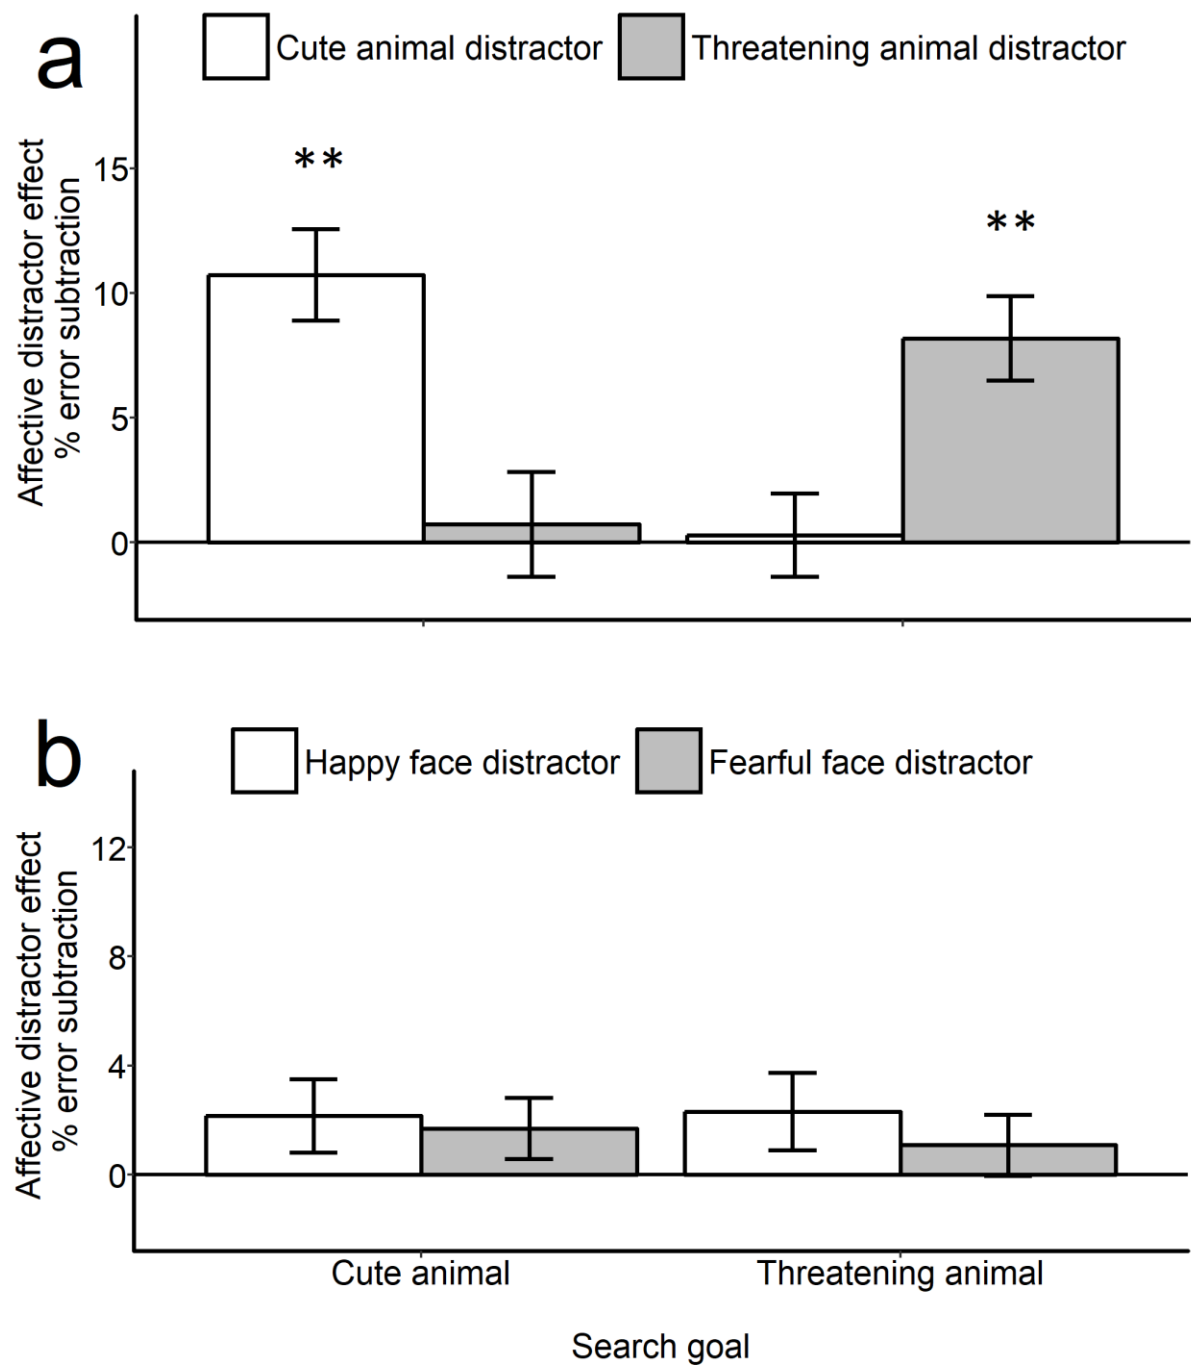 a
Cute animal distractor
Threatening animal distractor
Affective distractor effect
% error subtraction
15
10
5
0
**
**
b
Happy face distractor
Fearful face distractor
Affective distractor effect
% error subtraction
12
8
4
0
Cute animal
Threatening animal
Search goal